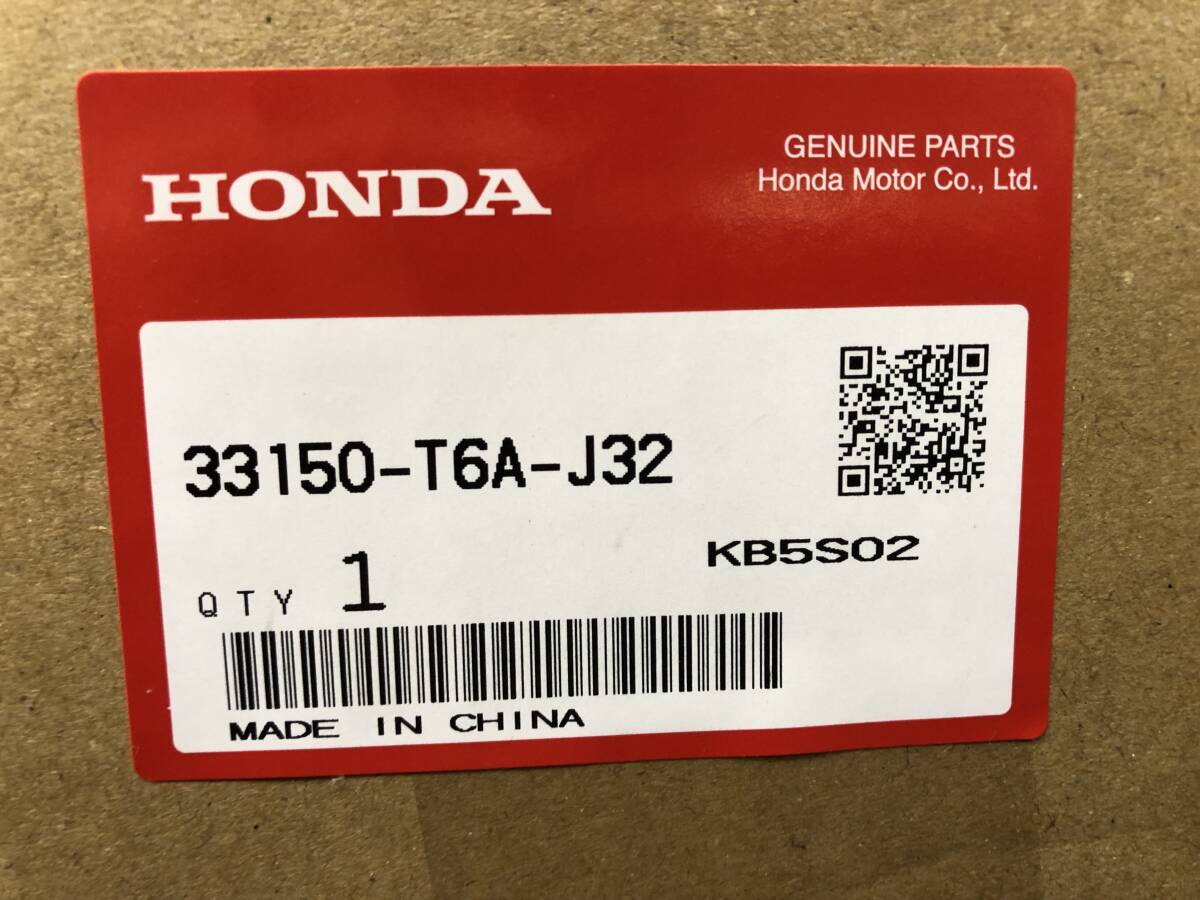 HONDA
GENUINE PARTS
Honda Motor Co., Ltd.
33150-T6A-J32
KB5S02
QTY 1
MADE IN CHINA